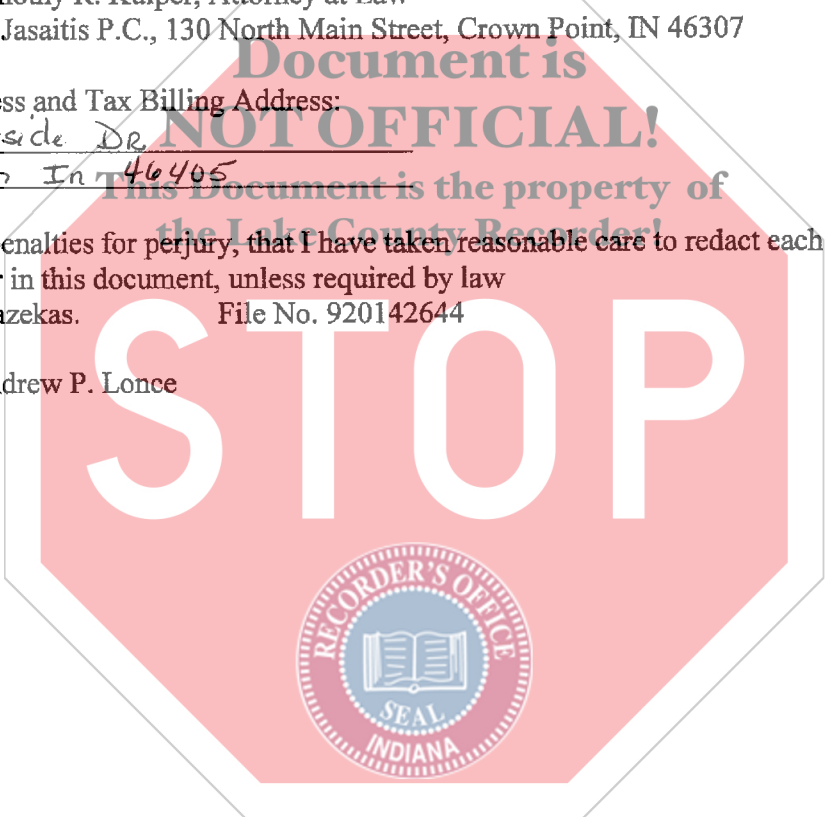 Jasaitis P.C., 130 North Main Street, Crown Point, IN 46307
Document is
ess and Tax Billing Address:
side DR
NOT OFFICIAL!
In 46405
This Document is the property of
the Lake County Recorder!
enalties for perjury, that I have taken reasonable care to redact each
in this document, unless required by law
azekas. File No. 920142644
drew P. Lonce
STOP
RECORDER'S OFFICE
SEAL
INDIANA